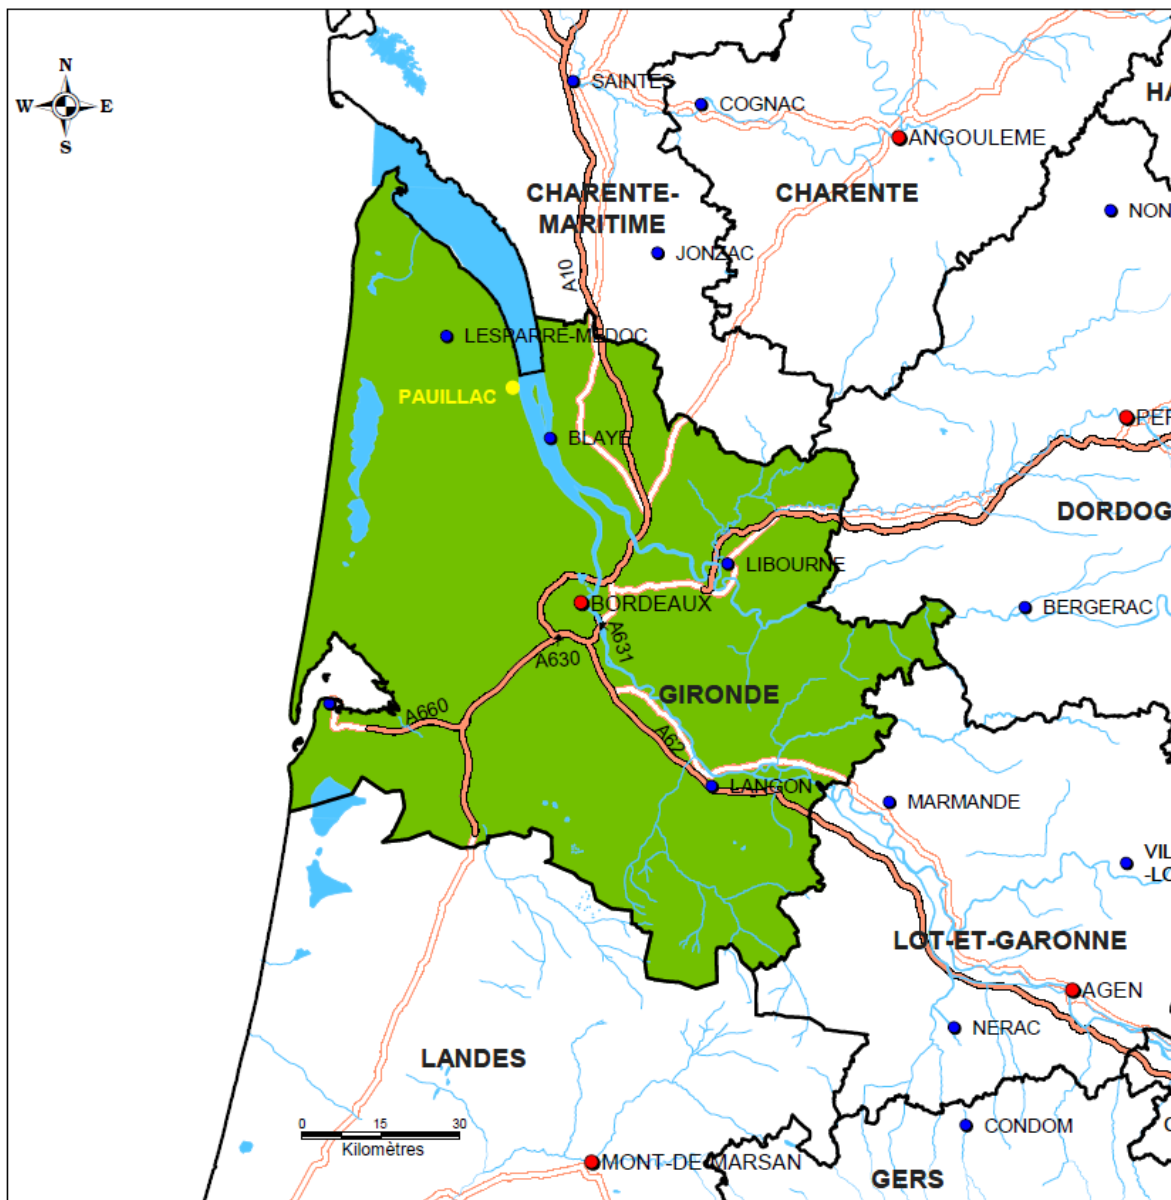 N
W E
S
SAINTES
COGNAC
HA
ANGOULEME
CHARENTE-
MARITIME
CHARENTE
NON
JONZAC
A10
LESPARRE-MEDOC
PAUILLAC
BLAYE
PER
DORDOG
LIBOURNE
BORDEAUX
BERGERAC
A631
A630
GIRONDE
A660
A62
LANGON
MARMANDE
VIL
-LO
LOT-ET-GARONNE
AGEN
NERAC
LANDES
0 15 30
Kilomètres
CONDOM
MONT-DE-MARSAN
GERS